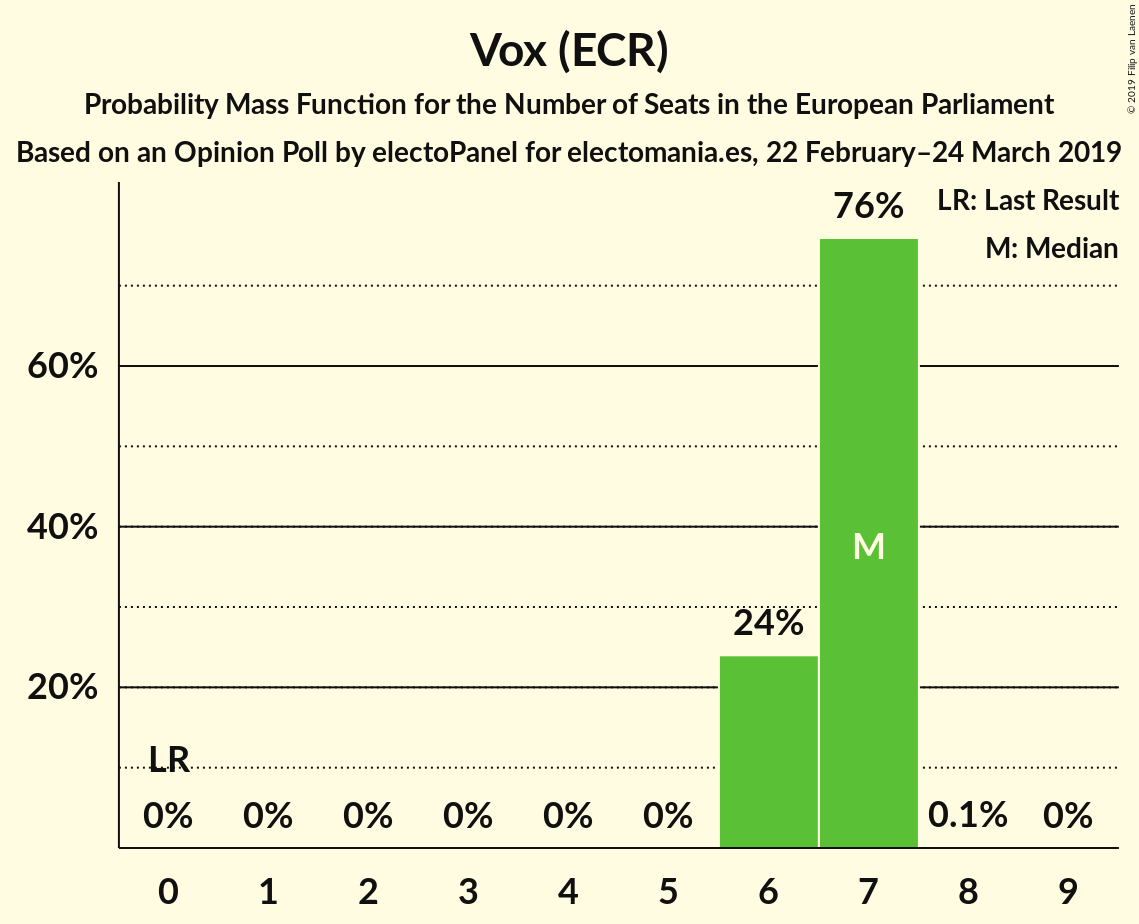 Vox (ECR)
Probability Mass Function for the Number of Seats in the European Parliament
Based on an Opinion Poll by electoPanel for electomania.es, 22 February–24 March 2019
© 2019 Filip van Laenen
LR: Last Result
M: Median
76%
60%
40%
M
24%
20%
LR
0% 0% 0% 0% 0% 0% 0.1% 0%
0 1 2 3 4 5 6 7 8 9